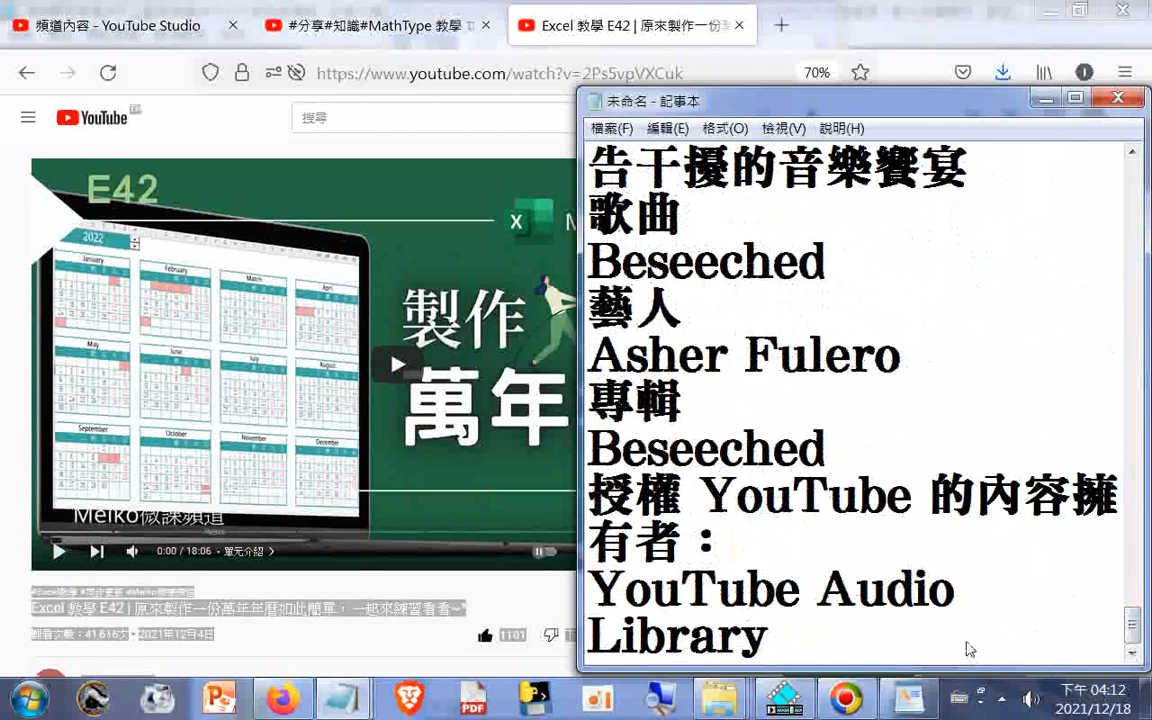 頻道內容 - YouTube Studio
#分享#知識#MathType 教學
Excel 教學 E42 | 原來製作一份
https://www.youtube.com/watch?v=2Ps5vpVXCuk
70%
YouTube
搜尋
E42
2022
January
February
March
April
May
June
July
August
September
October
November
December
製作
萬年
Meiko微課頻道
0:00 / 18:06 • 單元介紹
Excel 教學 E42 | 原來製作一份萬年年曆如此簡單，一起來練習看看~
觀看次數：41,616次 • 2021年12月4日
1101
未命名 - 記事本
檔案(F) 編輯(E) 格式(O) 檢視(V) 說明(H)
告干擾的音樂饗宴
歌曲
Beseeched
藝人
Asher Fulero
專輯
Beseeched
授權 YouTube 的內容擁
有者：
YouTube Audio
Library
PDF
下午 04:12
2021/12/18